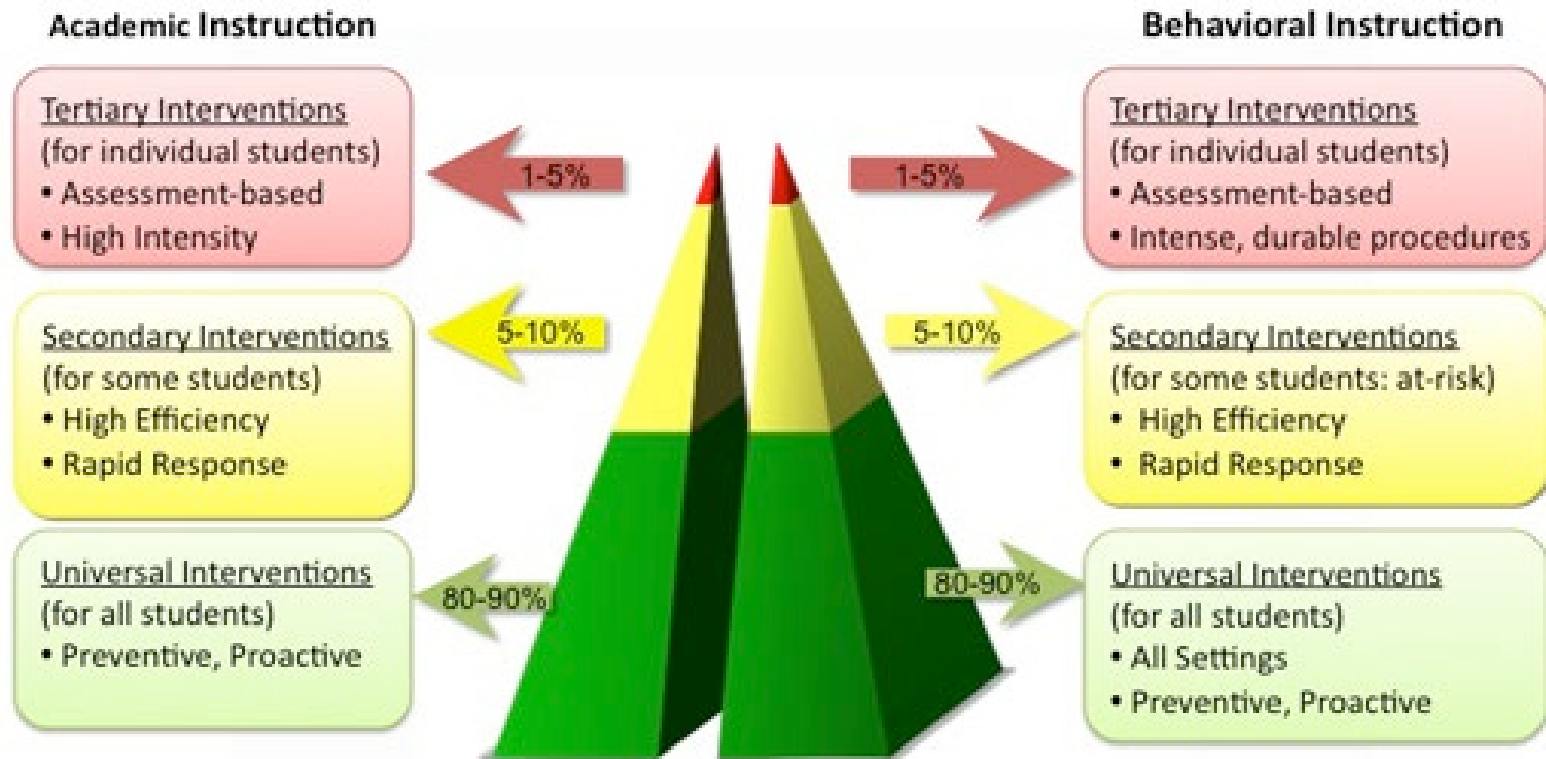 Academic Instruction
Tertiary Interventions
(for individual students)
• Assessment-based
• High Intensity
1-5%
Secondary Interventions
(for some students)
• High Efficiency
• Rapid Response
5-10%
Universal Interventions
(for all students)
• Preventive, Proactive
80-90%
Behavioral Instruction
1-5%
Tertiary Interventions
(for individual students)
• Assessment-based
• Intense, durable procedures
5-10%
Secondary Interventions
(for some students: at-risk)
• High Efficiency
• Rapid Response
80-90%
Universal Interventions
(for all students)
• All Settings
• Preventive, Proactive